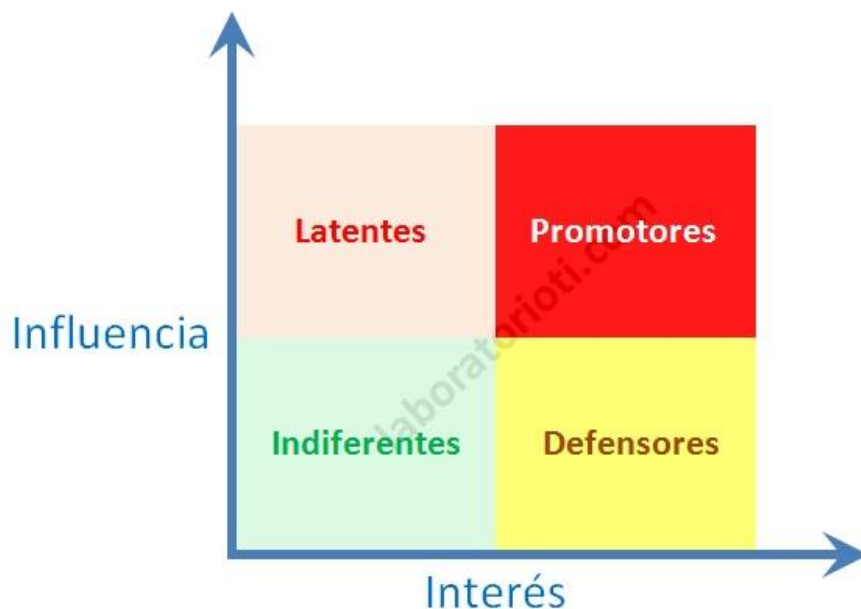 Latentes
Promotores
Influencia
Indiferentes
Defensores
Interés
laboratorioti.com